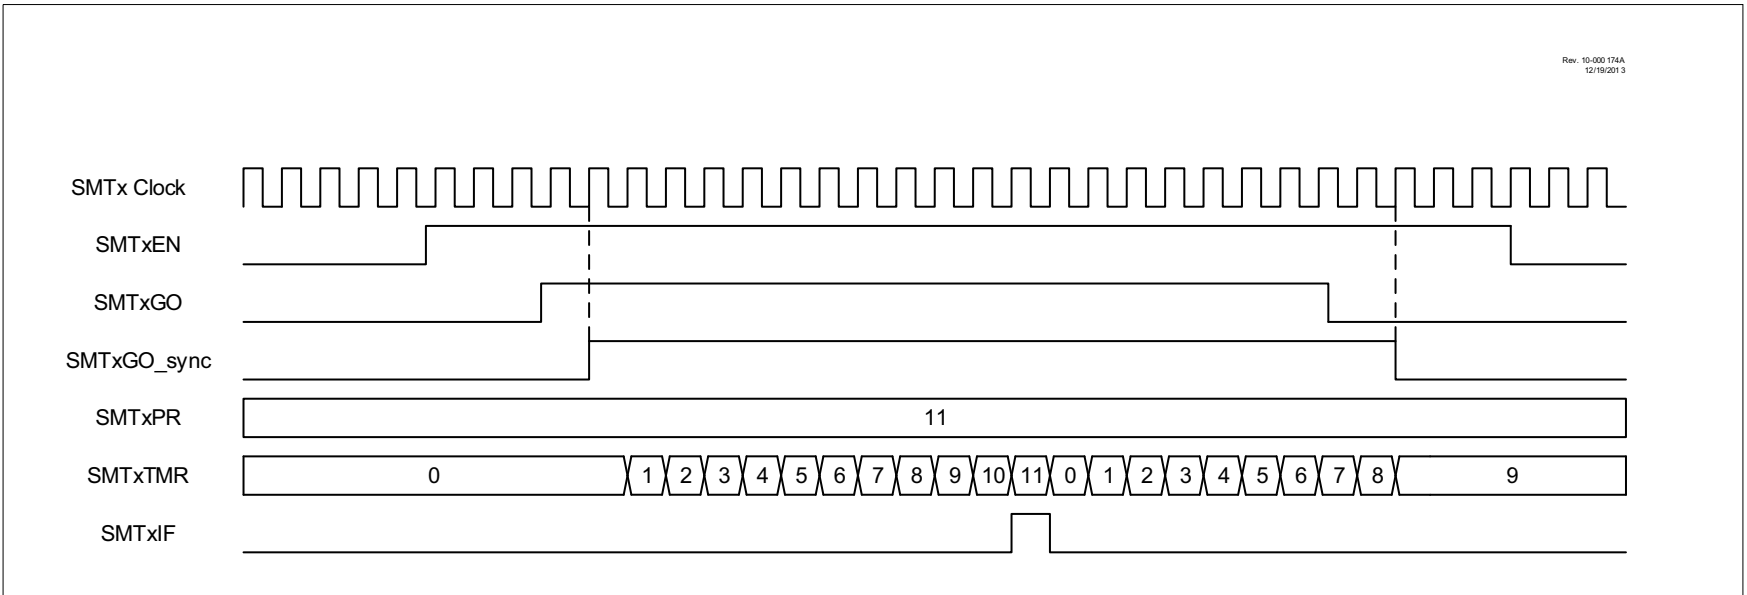 Rev. 10-000 174A
12/19/201 3
SMTx Clock
SMTxEN
SMTxGO
SMTxGO_sync
SMTxPR 11
SMTxTMR 0 1 2 3 4 5 6 7 8 9 10 11 0 1 2 3 4 5 6 7 8 9
SMTxIF